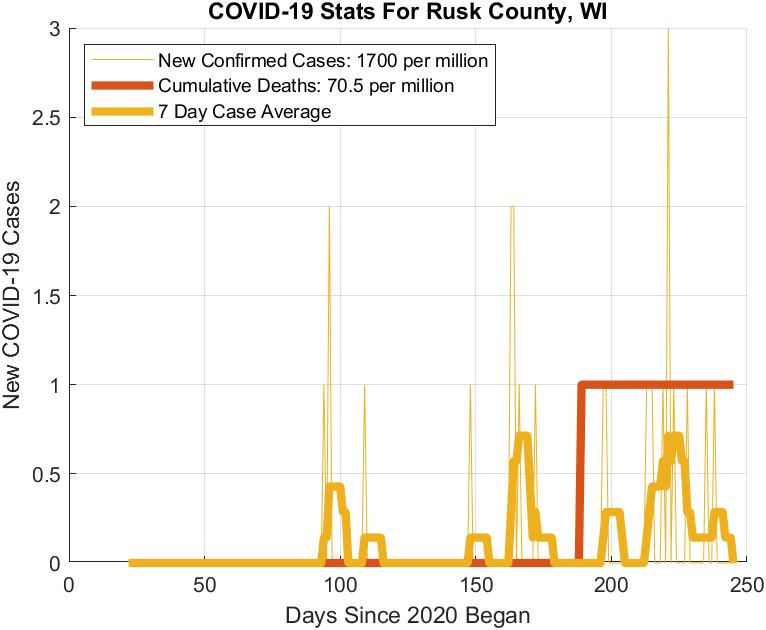 COVID-19 Stats For Rusk County, WI
3
New Confirmed Cases: 1700 per million
Cumulative Deaths: 70.5 per million
7 Day Case Average
2.5
2
1.5
1
0.5
0
New COVID-19 Cases
0 50 100 150 200 250
Days Since 2020 Began